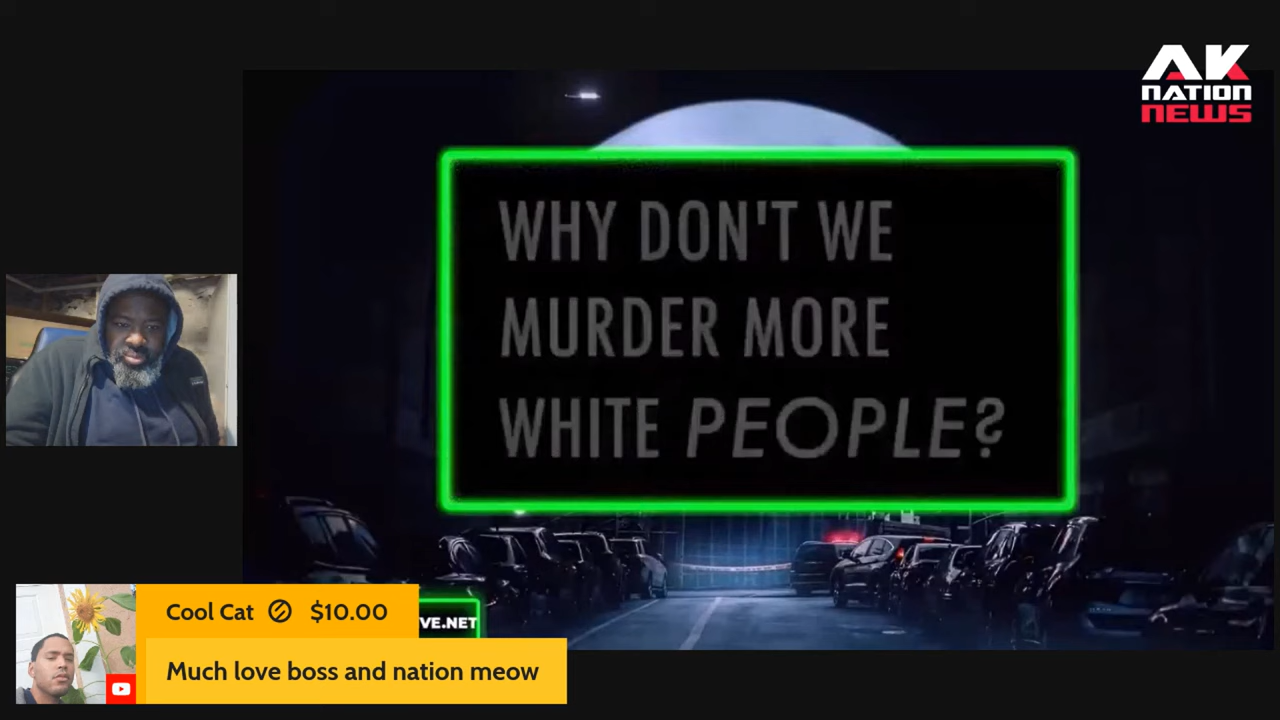 AK
NATION
NEWS
WHY DON'T WE
MURDER MORE
WHITE PEOPLE?
VE.NET
Cool Cat $10.00
Much love boss and nation meow